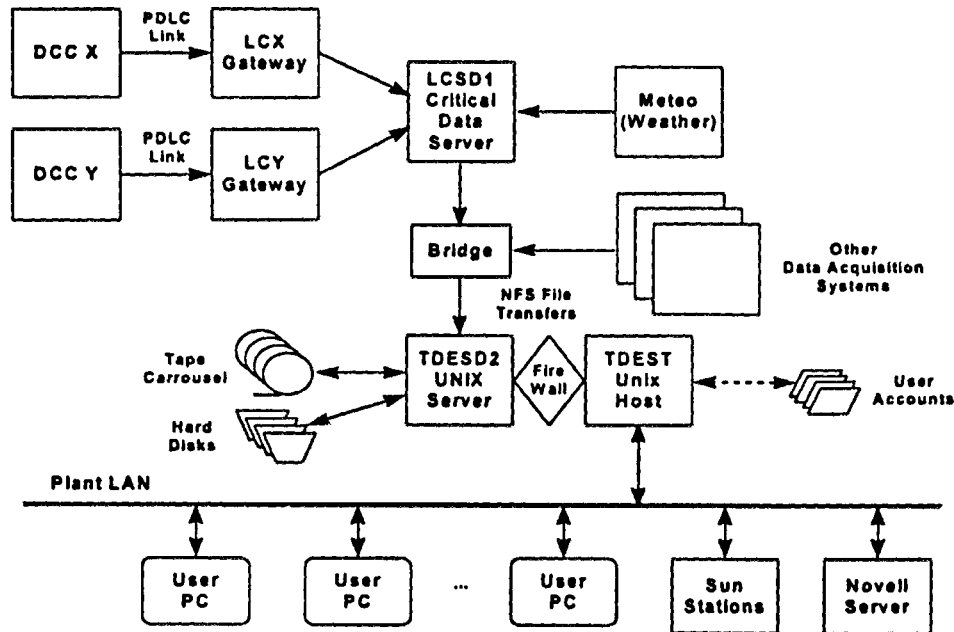 DCC X
PDLC
Link
LCX
Gateway
LCSD1
Critical
Data
Server
Meteo
(Weather)
DCC Y
PDLC
Link
LCY
Gateway
Bridge
Other
Data Acquisition
Systems
NFS File
Transfers
Tape
Carrousel
TDESD2
UNIX
Server
Fire
Wall
TDEST
Unix
Host
User
Accounts
Hard
Disks
Plant LAN
User
PC
User
PC
...
User
PC
Sun
Stations
Novell
Server